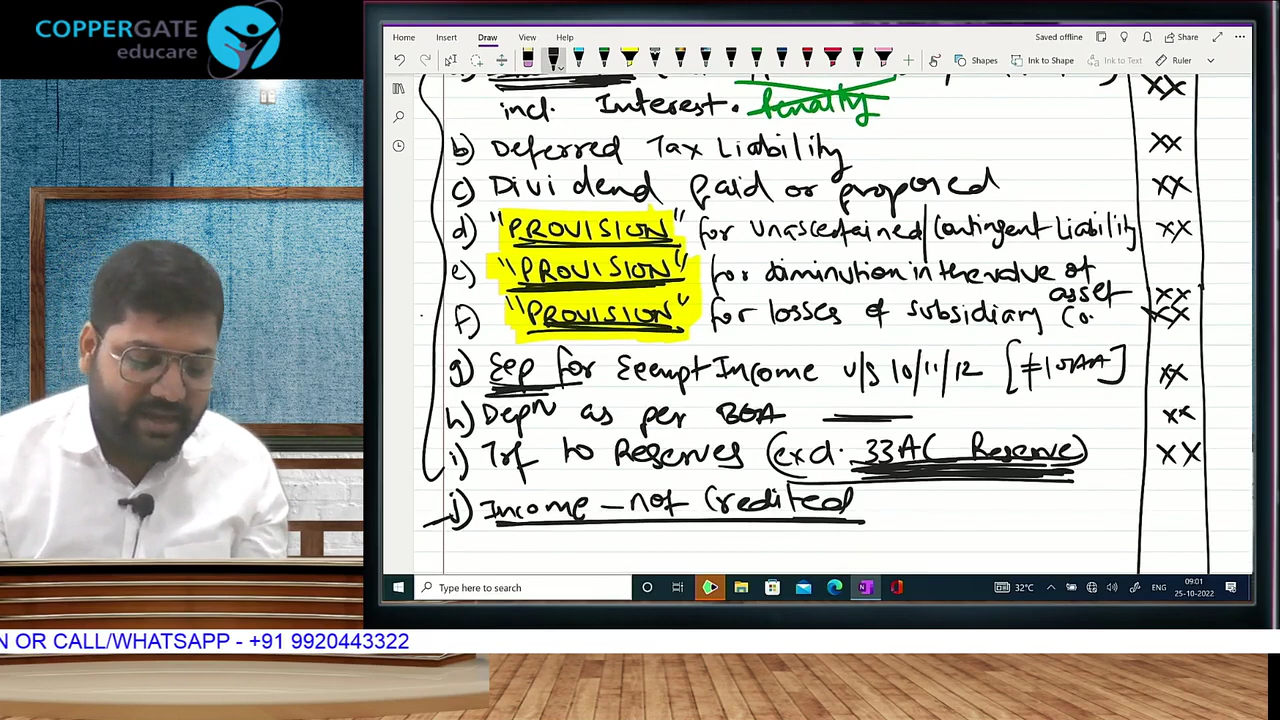 COPPERGATE
educare
Home Insert Draw View Help
Saved offline
Share
Shapes Ink to Shape Ink to Text Ruler
incl. Interest. Penalty
xx
b) Deferred Tax Liability xx
c) Dividend paid or proposed xx
d) "PROVISION" for unascertained/Contingent Liability xx
e) "PROVISION" for diminution in the value of
asset xx
f) "PROVISION" for losses of subsidiary Co. xx
g) Exp for Exempt Income u/s 10/11/12 [≠10AA] xx
h) Depn as per BOA xx
i) Trf to Reserves (excl. 33AC Reserve) xx
j) Income - not Credited
Type here to search
32°C
ENG
09:01
25-10-2022
N OR CALL/WHATSAPP - +91 9920443322